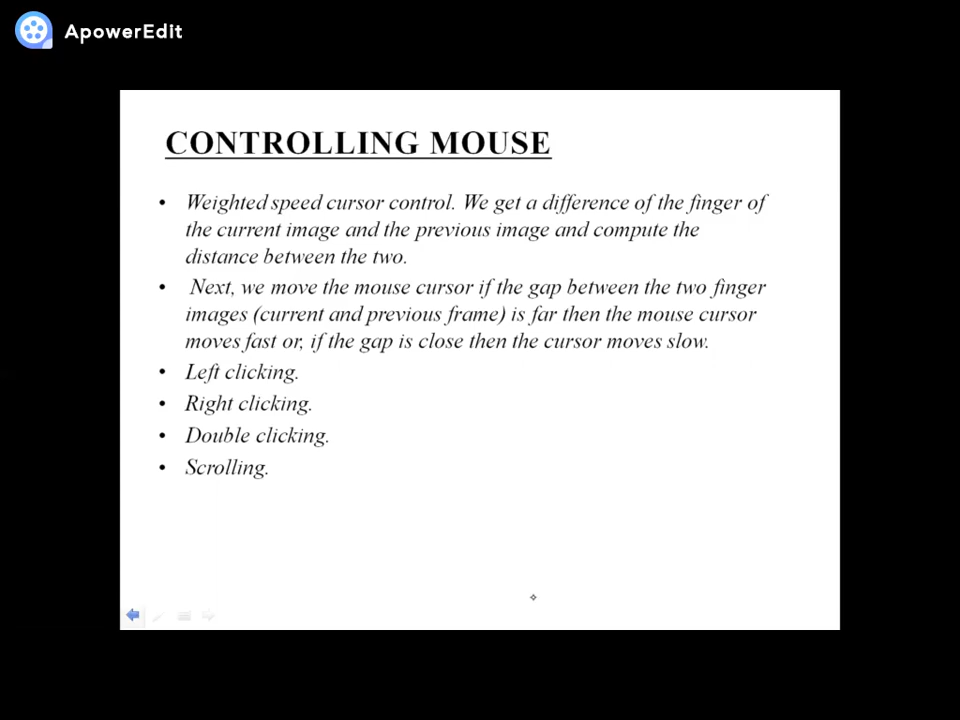 ApowerEdit
CONTROLLING MOUSE
• Weighted speed cursor control. We get a difference of the finger of
the current image and the previous image and compute the
distance between the two.
• Next, we move the mouse cursor if the gap between the two finger
images (current and previous frame) is far then the mouse cursor
moves fast or, if the gap is close then the cursor moves slow.
• Left clicking.
• Right clicking.
• Double clicking.
• Scrolling.